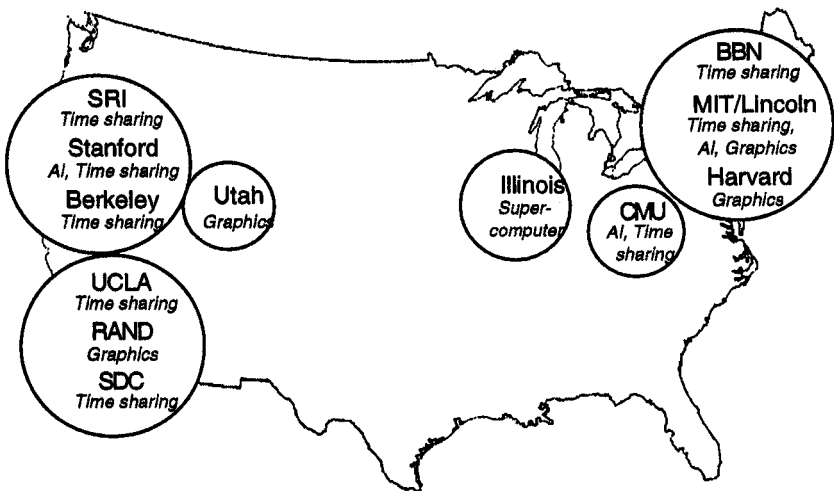 SRI
Time sharing
Stanford
AI, Time sharing
Berkeley
Time sharing
Utah
Graphics
UCLA
Time sharing
RAND
Graphics
SDC
Time sharing
Illinois
Super-
computer
CMU
AI, Time
sharing
BBN
Time sharing
MIT/Lincoln
Time sharing,
AI, Graphics
Harvard
Graphics